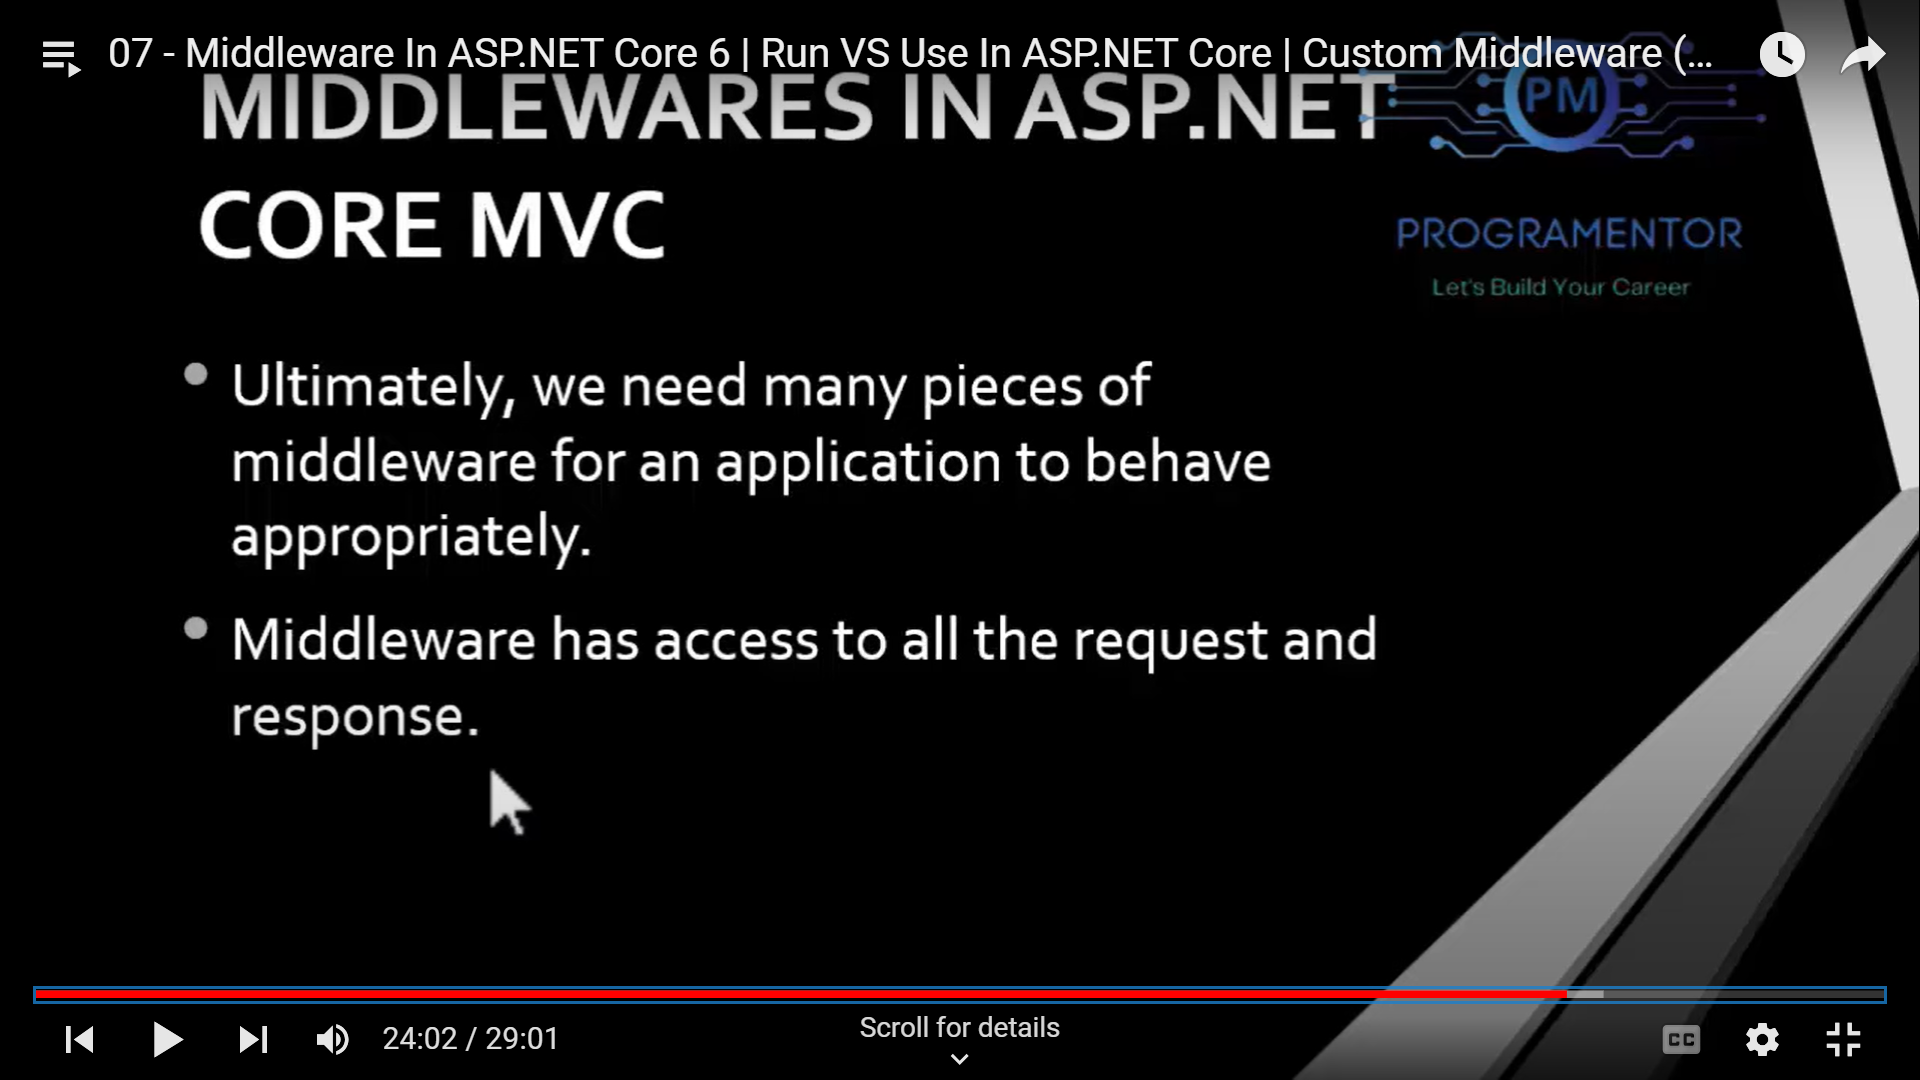 07 - Middleware In ASP.NET Core 6 | Run VS Use In ASP.NET Core | Custom Middleware (...
MIDDLEWARES IN ASP.NET
CORE MVC
PM
PROGRAMENTOR
Let's Build Your Career
Ultimately, we need many pieces of
middleware for an application to behave
appropriately.
Middleware has access to all the request and
response.
24:02 / 29:01
Scroll for details
CC